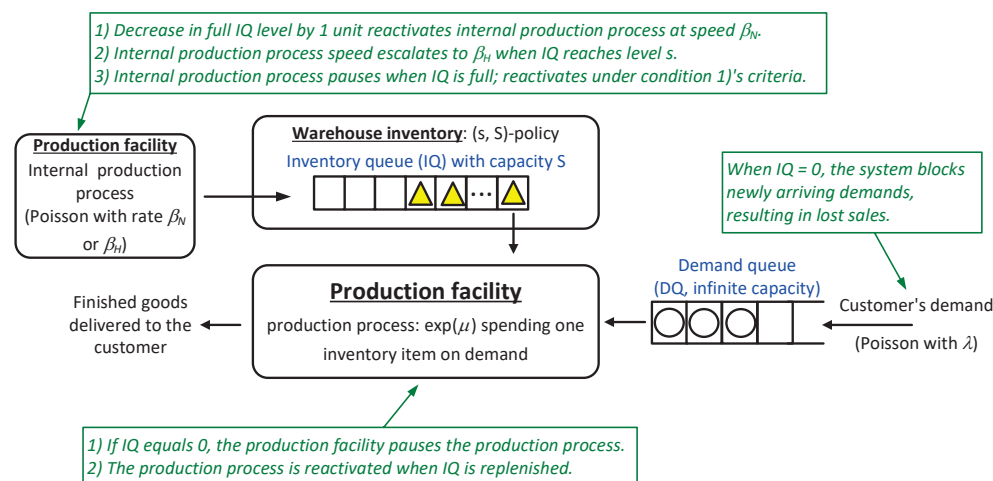 1) Decrease in full IQ level by 1 unit reactivates internal production process at speed β_N.
2) Internal production process speed escalates to β_H when IQ reaches level s.
3) Internal production process pauses when IQ is full; reactivates under condition 1)'s criteria.
Production facility
Internal production
process
(Poisson with rate β_N
or β_H)
Warehouse inventory: (s, S)-policy
Inventory queue (IQ) with capacity S
...
When IQ = 0, the system blocks
newly arriving demands,
resulting in lost sales.
Finished goods
delivered to the
customer
Production facility
production process: exp(μ) spending one
inventory item on demand
Demand queue
(DQ, infinite capacity)
Customer's demand
(Poisson with λ)
1) If IQ equals 0, the production facility pauses the production process.
2) The production process is reactivated when IQ is replenished.